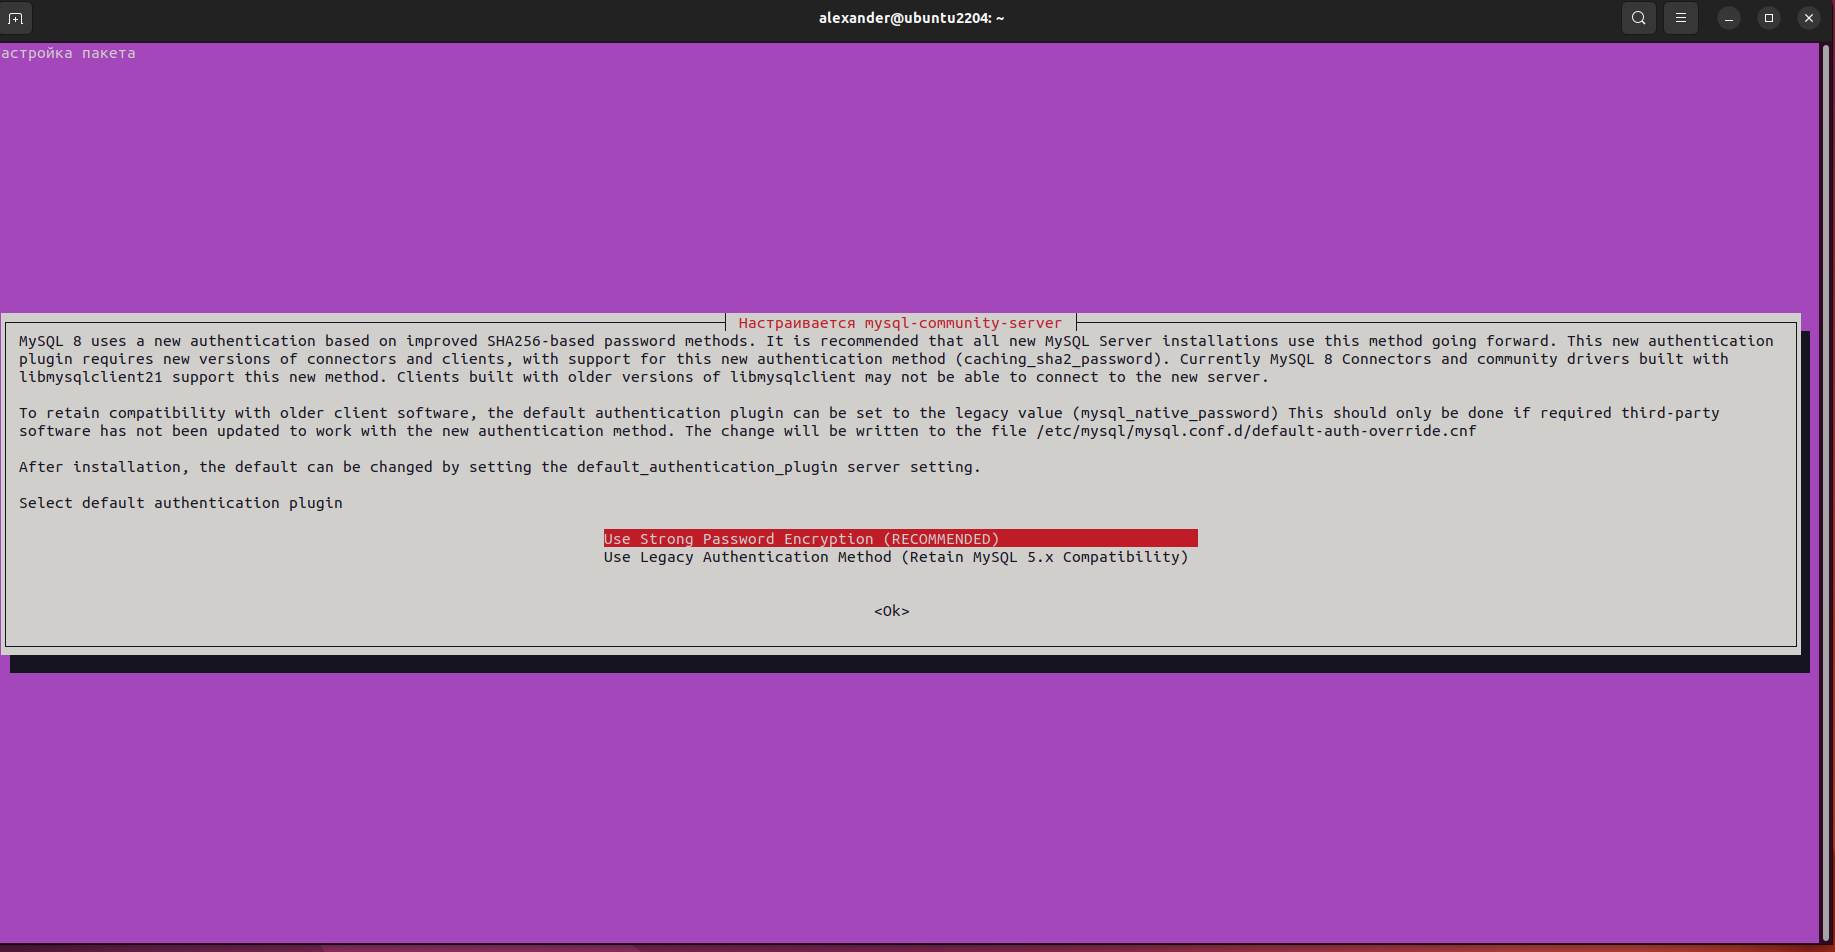 alexander@ubuntu2204: ~
астройка пакета
Настраивается mysql-community-server
MySQL 8 uses a new authentication based on improved SHA256-based password methods. It is recommended that all new MySQL Server installations use this method going forward. This new authentication
plugin requires new versions of connectors and clients, with support for this new authentication method (caching_sha2_password). Currently MySQL 8 Connectors and community drivers built with
libmysqlclient21 support this new method. Clients built with older versions of libmysqlclient may not be able to connect to the new server.
To retain compatibility with older client software, the default authentication plugin can be set to the legacy value (mysql_native_password) This should only be done if required third-party
software has not been updated to work with the new authentication method. The change will be written to the file /etc/mysql/mysql.conf.d/default-auth-override.cnf
After installation, the default can be changed by setting the default_authentication_plugin server setting.
Select default authentication plugin
Use Strong Password Encryption (RECOMMENDED)
Use Legacy Authentication Method (Retain MySQL 5.x Compatibility)
<Ok>